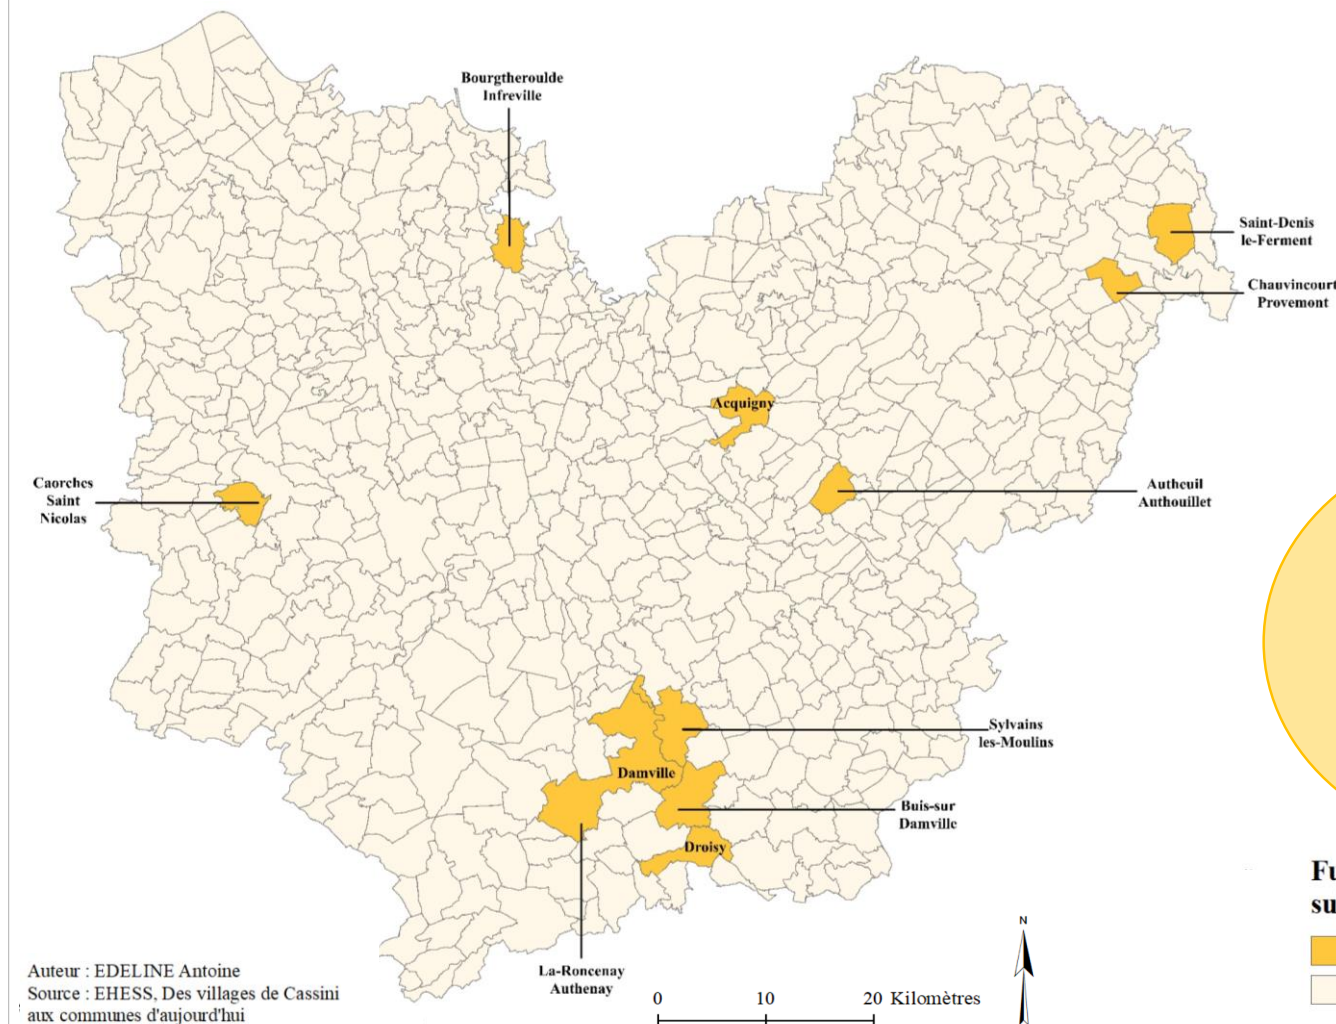 Bourgtheroulde
Infreville
Saint-Denis
le-Ferment
Chauvincourt
Provemont
Acquigny
Caorches
Saint
Nicolas
Autheuil
Authouillet
Sylvains
les-Moulins
Damville
Buis-sur
Damville
Droisy
La-Roncenay
Authenay
N
Auteur : EDELINE Antoine
Source : EHESS, Des villages de Cassini
aux communes d'aujourd'hui
0 10 20 Kilomètres